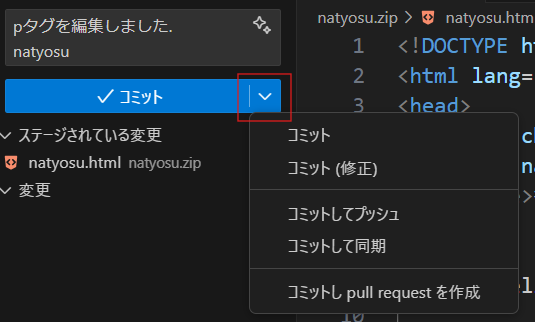 pタグを編集しました.
natyosu
コミット
ステージされている変更
natyosu.html natyosu.zip
変更
コミット
コミット (修正)
コミットしてプッシュ
コミットして同期
コミットし pull request を作成
natyosu.zip > natyosu.htm
1 <!DOCTYPE ht
2 <html lang=
3 <head>
10